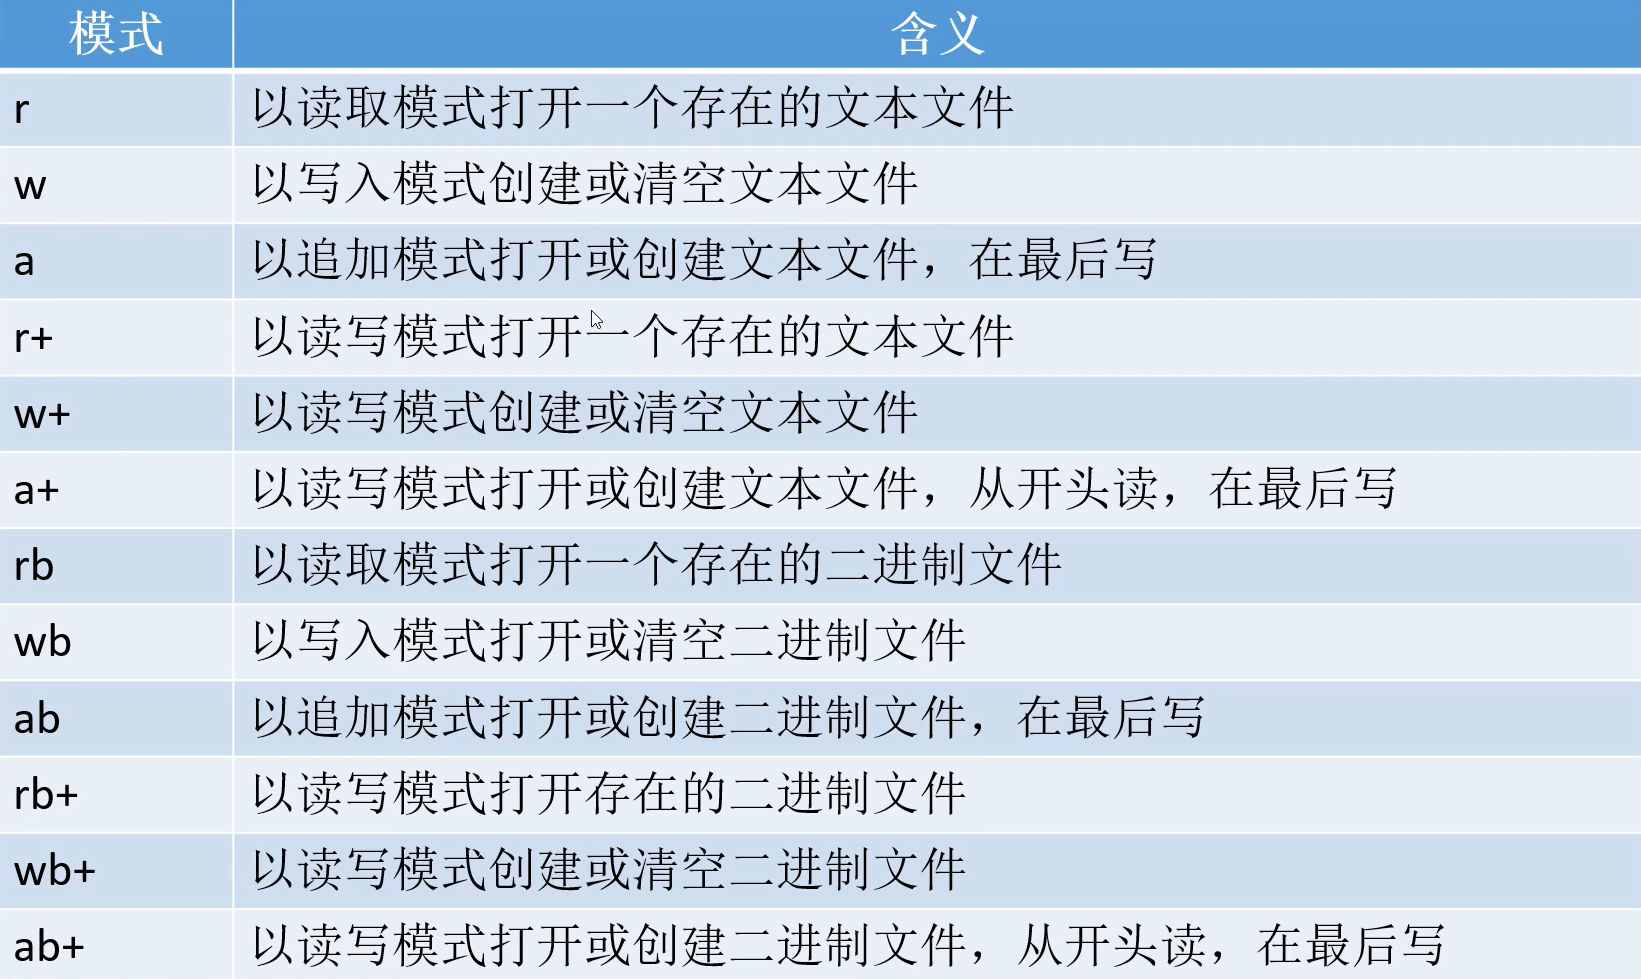 模式 含义
r 以读取模式打开一个存在的文本文件
w 以写入模式创建或清空文本文件
a 以追加模式打开或创建文本文件，在最后写
r+ 以读写模式打开一个存在的文本文件
w+ 以读写模式创建或清空文本文件
a+ 以读写模式打开或创建文本文件，从开头读，在最后写
rb 以读取模式打开一个存在的二进制文件
wb 以写入模式打开或清空二进制文件
ab 以追加模式打开或创建二进制文件，在最后写
rb+ 以读写模式打开存在的二进制文件
wb+ 以读写模式创建或清空二进制文件
ab+ 以读写模式打开或创建二进制文件，从开头读，在最后写